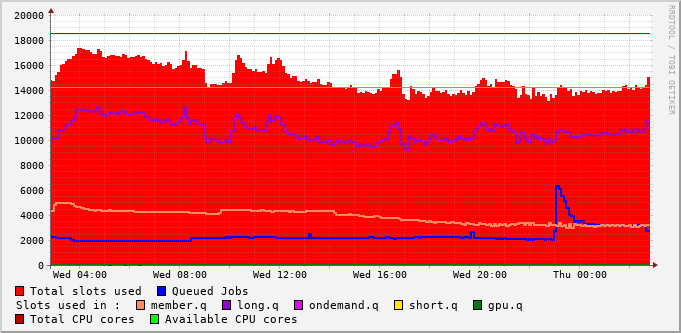 20000
18000
16000
14000
12000
10000
8000
6000
4000
2000
0
Wed 04:00 Wed 08:00 Wed 12:00 Wed 16:00 Wed 20:00 Thu 00:00
Total slots used Queued Jobs
Slots used in : member.q long.q ondemand.q short.q gpu.q
Total CPU cores Available CPU cores
RRDTOOL / TOBI OETIKER